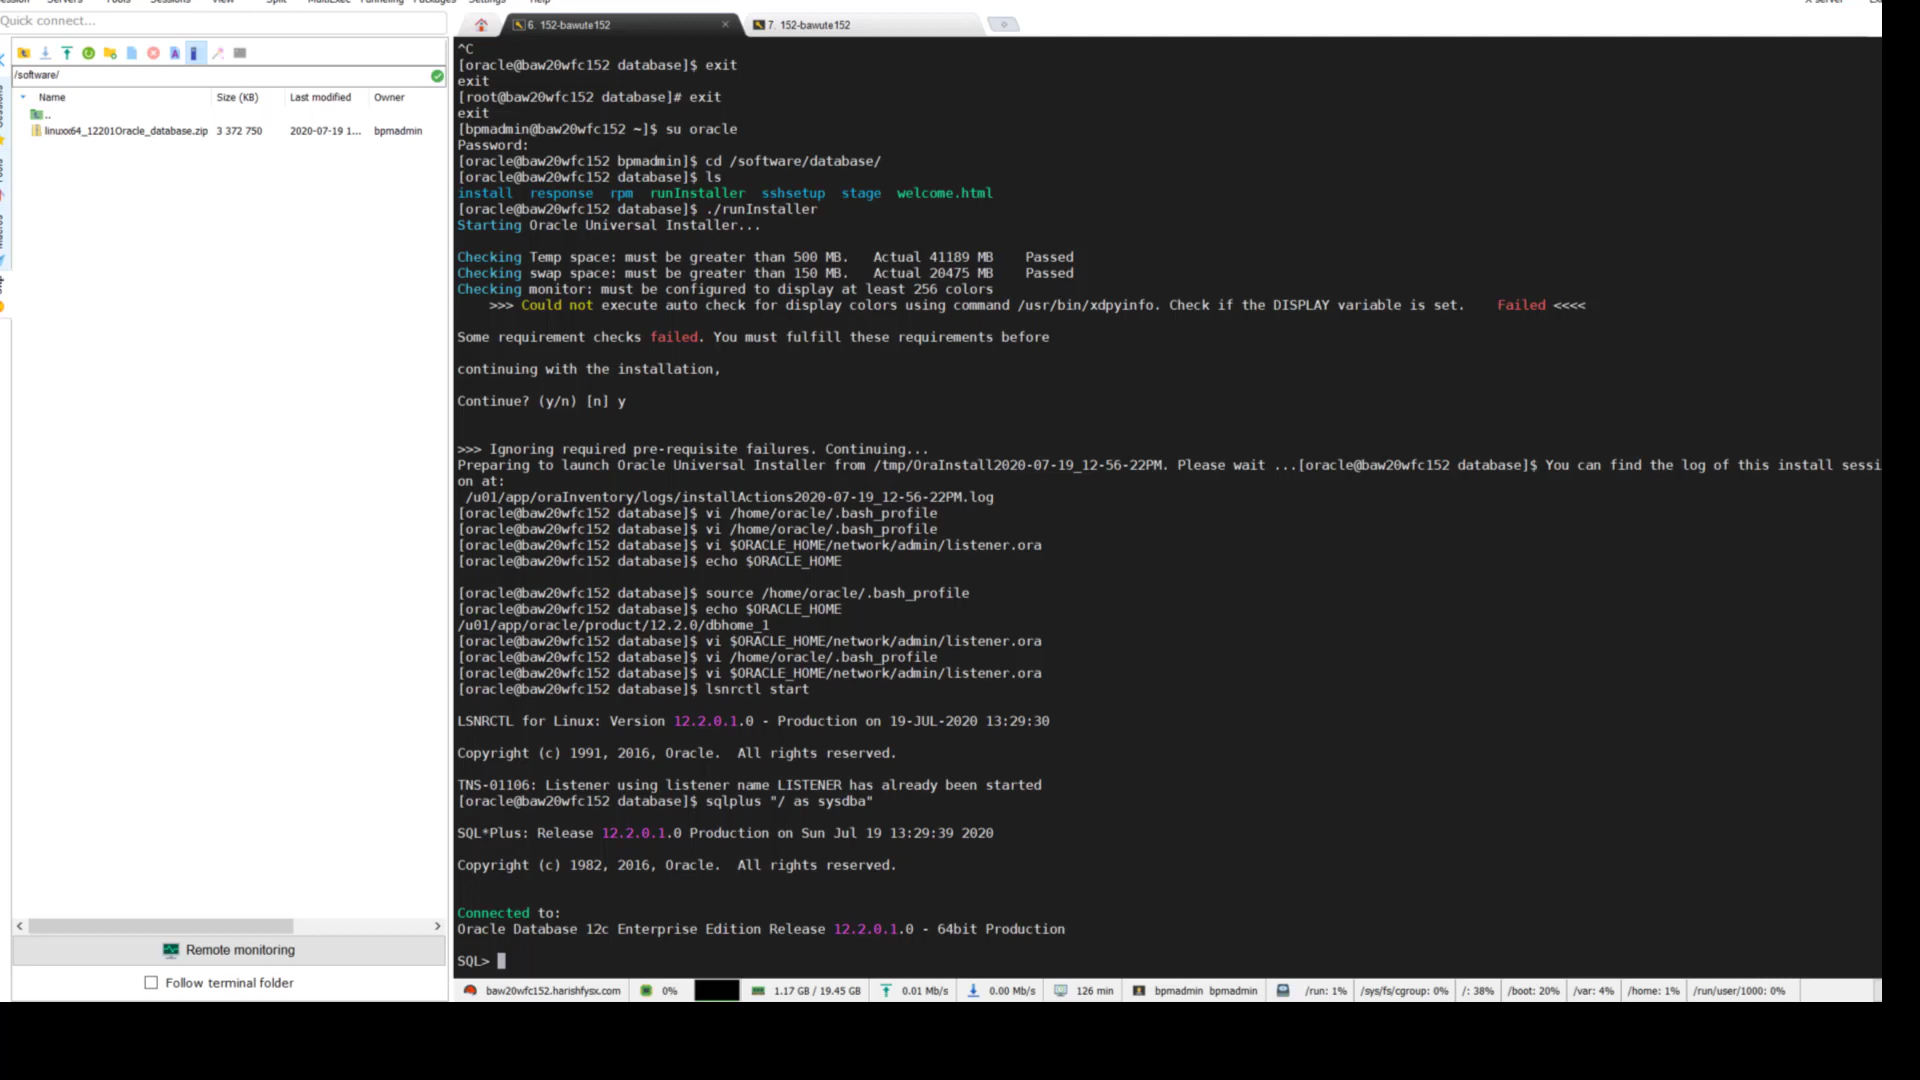 Servers
Tools
Sessions
View
Split
MultiExec
Tunneling
Packages
Settings
Help
X server
Quick connect...
6. 152-bawute152
7. 152-bawute152
/software/
Name Size (KB) Last modified Owner
..
linuxx64_12201Oracle_database.zip 3 372 750 2020-07-19 1... bpmadmin
^C
[oracle@baw20wfc152 database]$ exit
exit
[root@baw20wfc152 database]# exit
exit
[bpmadmin@baw20wfc152 ~]$ su oracle
Password:
[oracle@baw20wfc152 bpmadmin]$ cd /software/database/
[oracle@baw20wfc152 database]$ ls
install response rpm runInstaller sshsetup stage welcome.html
[oracle@baw20wfc152 database]$ ./runInstaller
Starting Oracle Universal Installer...
Checking Temp space: must be greater than 500 MB. Actual 41189 MB Passed
Checking swap space: must be greater than 150 MB. Actual 20475 MB Passed
Checking monitor: must be configured to display at least 256 colors
>>> Could not execute auto check for display colors using command /usr/bin/xdpyinfo. Check if the DISPLAY variable is set. Failed <<<<
Some requirement checks failed. You must fulfill these requirements before
continuing with the installation,
Continue? (y/n) [n] y
>>> Ignoring required pre-requisite failures. Continuing...
Preparing to launch Oracle Universal Installer from /tmp/OraInstall2020-07-19_12-56-22PM. Please wait ...[oracle@baw20wfc152 database]$ You can find the log of this install sessi
on at:
/u01/app/oraInventory/logs/installActions2020-07-19_12-56-22PM.log
[oracle@baw20wfc152 database]$ vi /home/oracle/.bash_profile
[oracle@baw20wfc152 database]$ vi /home/oracle/.bash_profile
[oracle@baw20wfc152 database]$ vi $ORACLE_HOME/network/admin/listener.ora
[oracle@baw20wfc152 database]$ echo $ORACLE_HOME
[oracle@baw20wfc152 database]$ source /home/oracle/.bash_profile
[oracle@baw20wfc152 database]$ echo $ORACLE_HOME
/u01/app/oracle/product/12.2.0/dbhome_1
[oracle@baw20wfc152 database]$ vi $ORACLE_HOME/network/admin/listener.ora
[oracle@baw20wfc152 database]$ vi /home/oracle/.bash_profile
[oracle@baw20wfc152 database]$ vi $ORACLE_HOME/network/admin/listener.ora
[oracle@baw20wfc152 database]$ lsnrctl start
LSNRCTL for Linux: Version 12.2.0.1.0 - Production on 19-JUL-2020 13:29:30
Copyright (c) 1991, 2016, Oracle. All rights reserved.
TNS-01106: Listener using listener name LISTENER has already been started
[oracle@baw20wfc152 database]$ sqlplus "/ as sysdba"
SQL*Plus: Release 12.2.0.1.0 Production on Sun Jul 19 13:29:39 2020
Copyright (c) 1982, 2016, Oracle. All rights reserved.
Connected to:
Oracle Database 12c Enterprise Edition Release 12.2.0.1.0 - 64bit Production
SQL>
Remote monitoring
Follow terminal folder
baw20wfc152.harishfysx.com 0% 1.17 GB / 19.45 GB 0.01 Mb/s 0.00 Mb/s 126 min bpmadmin bpmadmin /run: 1% /sys/fs/cgroup: 0% /: 38% /boot: 20% /var: 4% /home: 1% /run/user/1000: 0%